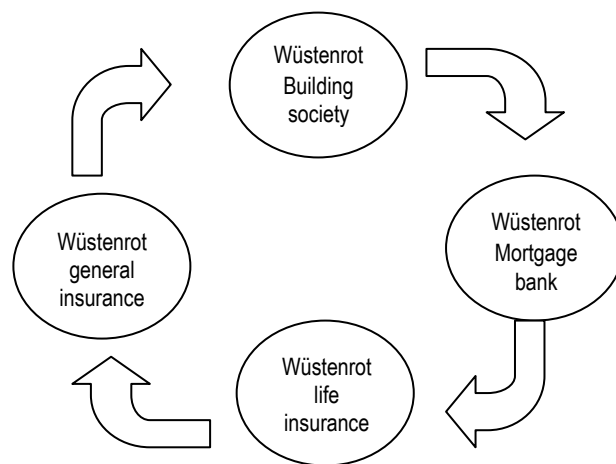 Wüstenrot
Building
society
Wüstenrot
Mortgage
bank
Wüstenrot
life
insurance
Wüstenrot
general
insurance